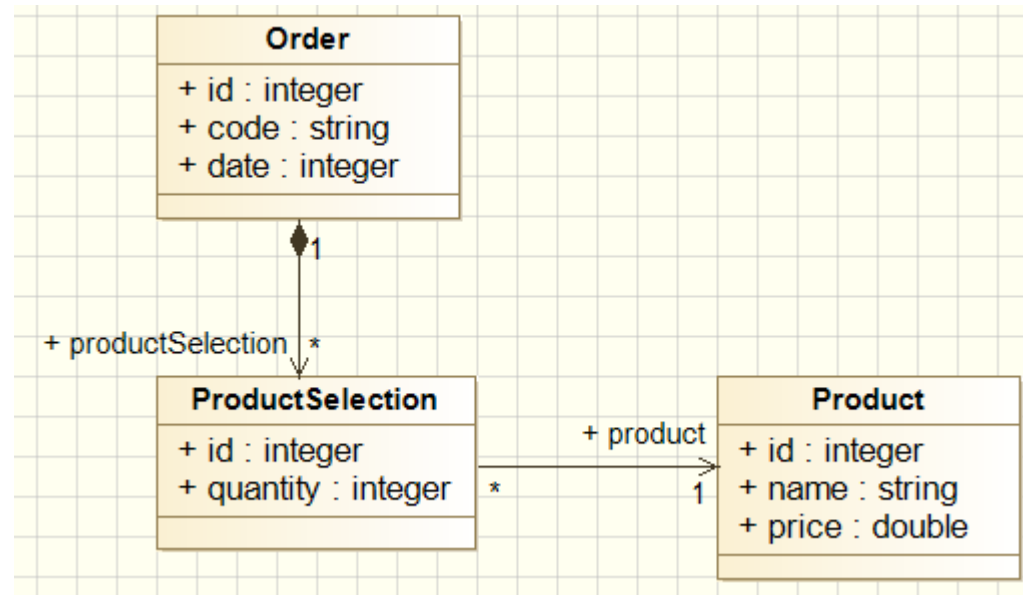 Order
+ id : integer
+ code : string
+ date : integer
1
+ productSelection
*
ProductSelection
+ id : integer
+ quantity : integer
*
+ product
1
Product
+ id : integer
+ name : string
+ price : double